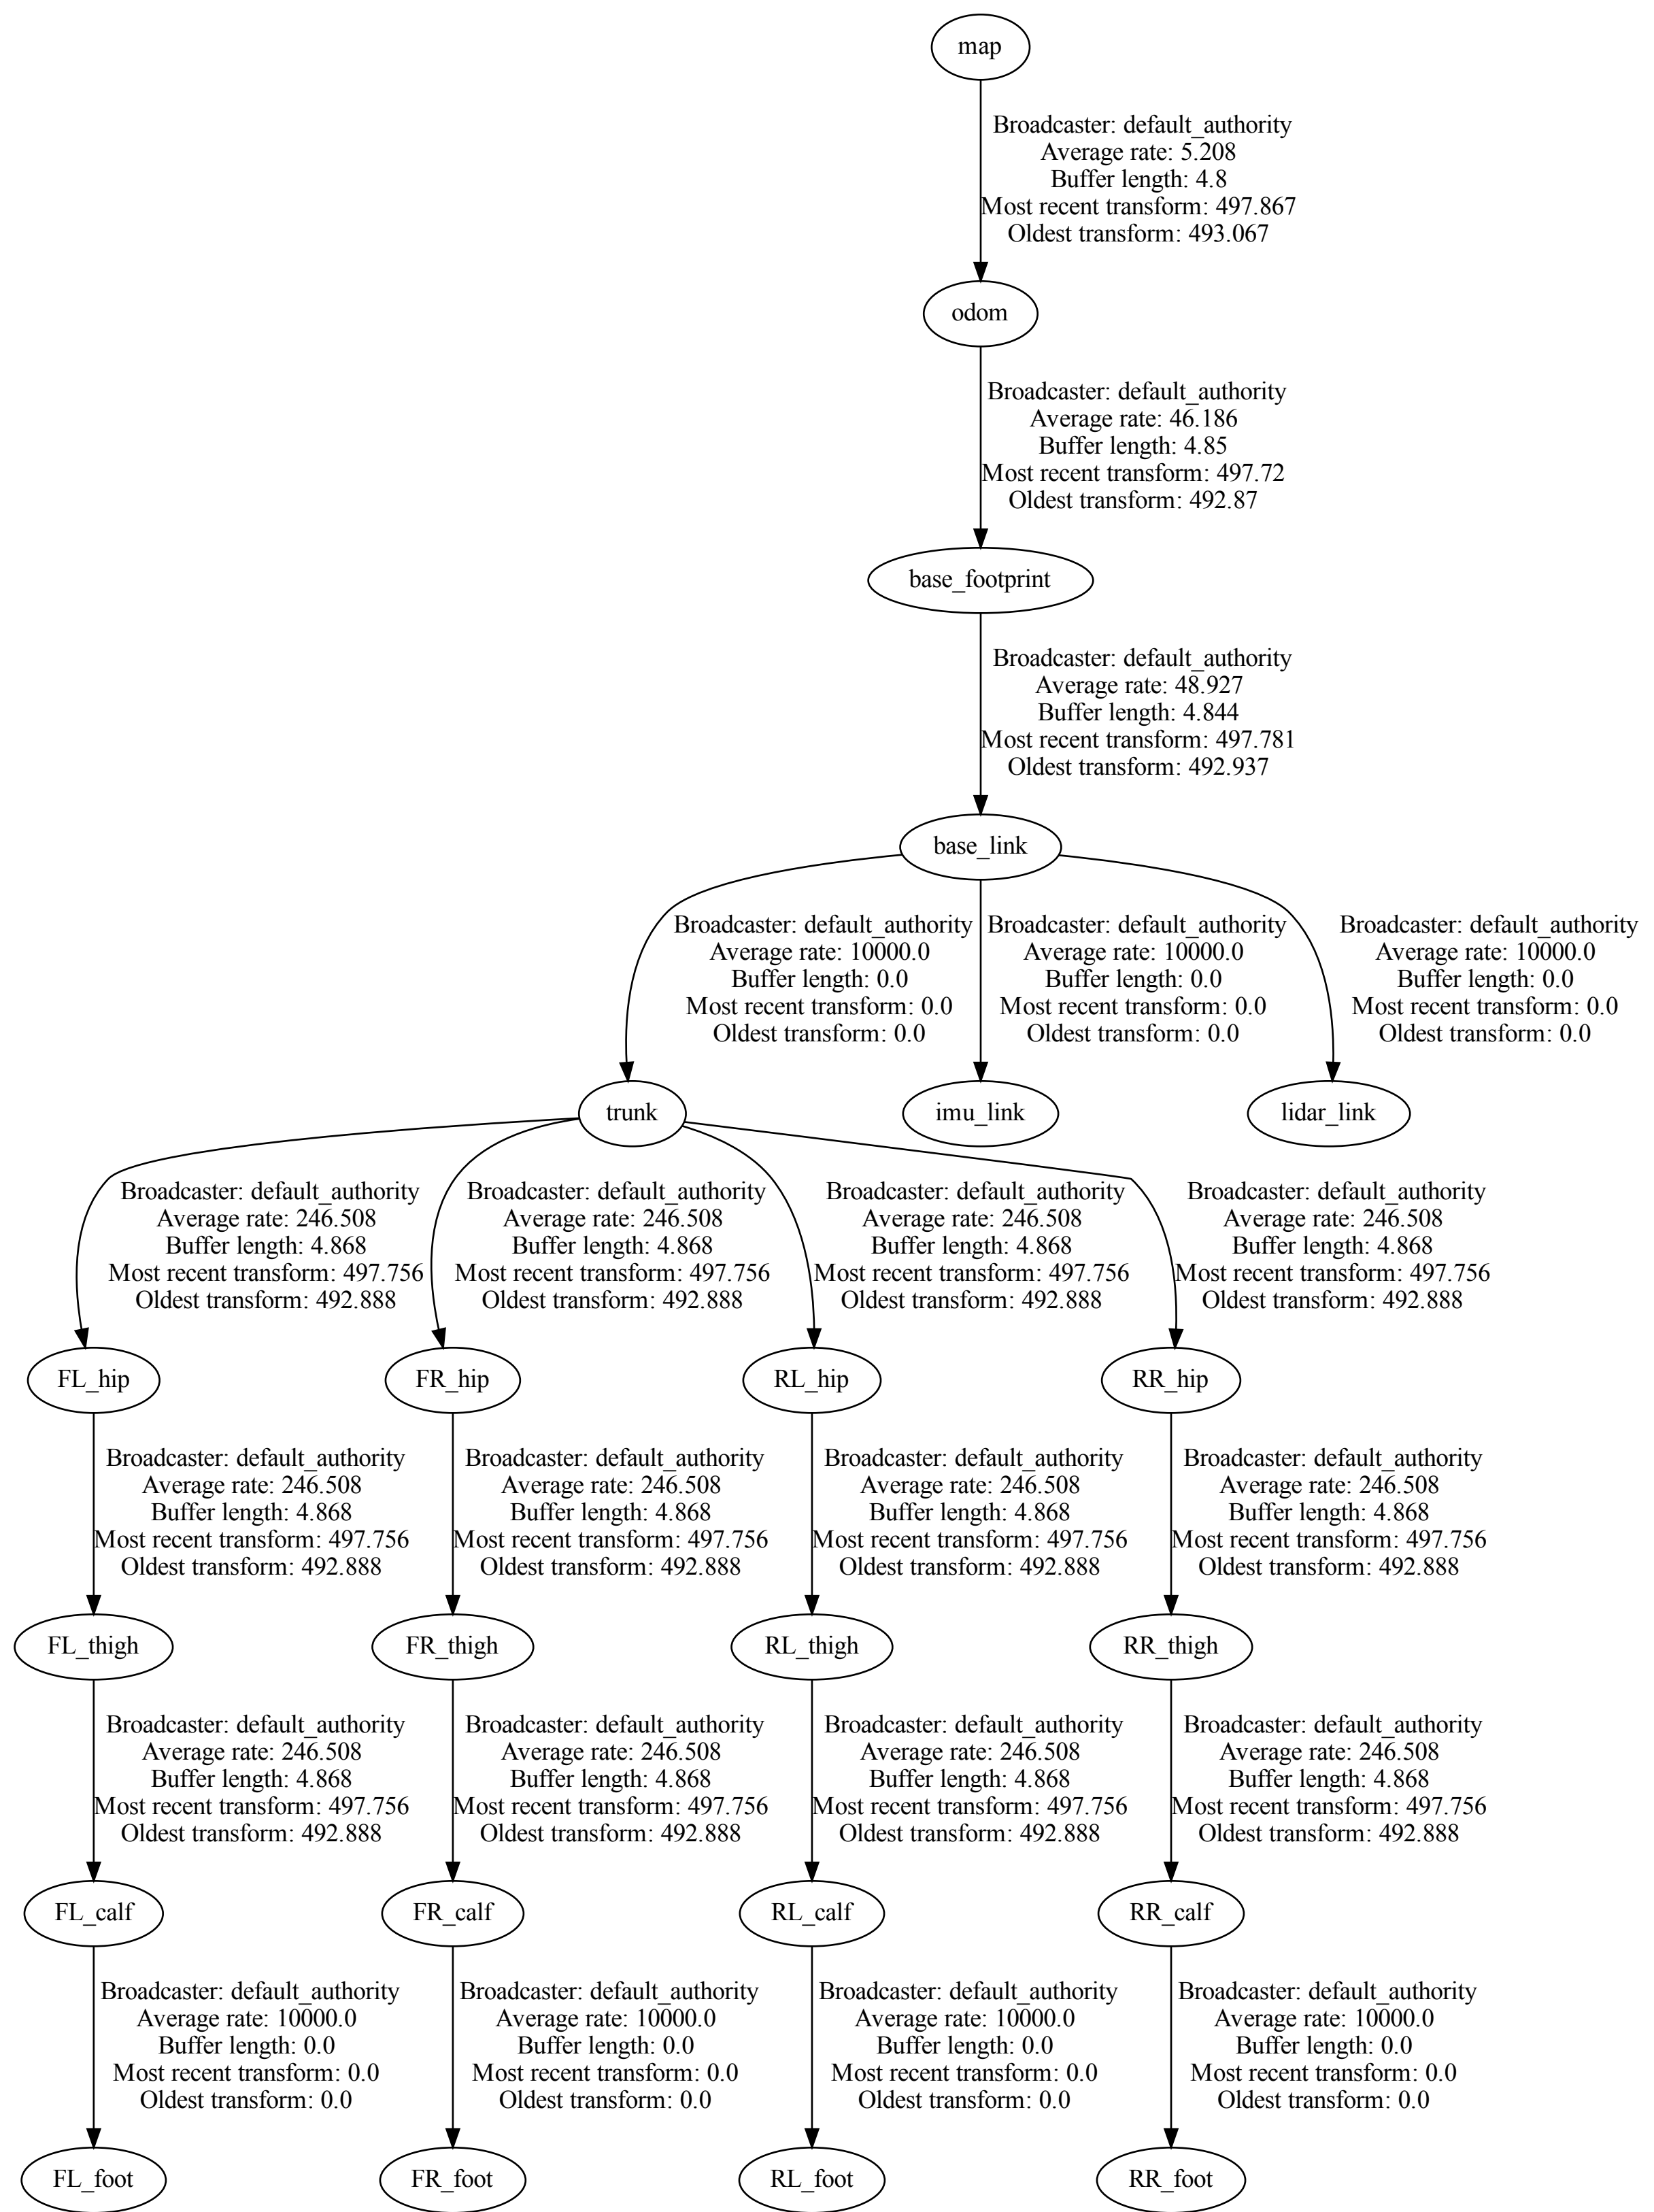 map
Broadcaster: default_authority
Average rate: 5.208
Buffer length: 4.8
Most recent transform: 497.867
Oldest transform: 493.067
odom
Broadcaster: default_authority
Average rate: 46.186
Buffer length: 4.85
Most recent transform: 497.72
Oldest transform: 492.87
base_footprint
Broadcaster: default_authority
Average rate: 48.927
Buffer length: 4.844
Most recent transform: 497.781
Oldest transform: 492.937
base_link
Broadcaster: default_authority
Average rate: 10000.0
Buffer length: 0.0
Most recent transform: 0.0
Oldest transform: 0.0
Broadcaster: default_authority
Average rate: 10000.0
Buffer length: 0.0
Most recent transform: 0.0
Oldest transform: 0.0
Broadcaster: default_authority
Average rate: 10000.0
Buffer length: 0.0
Most recent transform: 0.0
Oldest transform: 0.0
trunk
imu_link
lidar_link
Broadcaster: default_authority
Average rate: 246.508
Buffer length: 4.868
Most recent transform: 497.756
Oldest transform: 492.888
Broadcaster: default_authority
Average rate: 246.508
Buffer length: 4.868
Most recent transform: 497.756
Oldest transform: 492.888
Broadcaster: default_authority
Average rate: 246.508
Buffer length: 4.868
Most recent transform: 497.756
Oldest transform: 492.888
Broadcaster: default_authority
Average rate: 246.508
Buffer length: 4.868
Most recent transform: 497.756
Oldest transform: 492.888
FL_hip
FR_hip
RL_hip
RR_hip
Broadcaster: default_authority
Average rate: 246.508
Buffer length: 4.868
Most recent transform: 497.756
Oldest transform: 492.888
Broadcaster: default_authority
Average rate: 246.508
Buffer length: 4.868
Most recent transform: 497.756
Oldest transform: 492.888
Broadcaster: default_authority
Average rate: 246.508
Buffer length: 4.868
Most recent transform: 497.756
Oldest transform: 492.888
Broadcaster: default_authority
Average rate: 246.508
Buffer length: 4.868
Most recent transform: 497.756
Oldest transform: 492.888
FL_thigh
FR_thigh
RL_thigh
RR_thigh
Broadcaster: default_authority
Average rate: 246.508
Buffer length: 4.868
Most recent transform: 497.756
Oldest transform: 492.888
Broadcaster: default_authority
Average rate: 246.508
Buffer length: 4.868
Most recent transform: 497.756
Oldest transform: 492.888
Broadcaster: default_authority
Average rate: 246.508
Buffer length: 4.868
Most recent transform: 497.756
Oldest transform: 492.888
Broadcaster: default_authority
Average rate: 246.508
Buffer length: 4.868
Most recent transform: 497.756
Oldest transform: 492.888
FL_calf
FR_calf
RL_calf
RR_calf
Broadcaster: default_authority
Average rate: 10000.0
Buffer length: 0.0
Most recent transform: 0.0
Oldest transform: 0.0
Broadcaster: default_authority
Average rate: 10000.0
Buffer length: 0.0
Most recent transform: 0.0
Oldest transform: 0.0
Broadcaster: default_authority
Average rate: 10000.0
Buffer length: 0.0
Most recent transform: 0.0
Oldest transform: 0.0
Broadcaster: default_authority
Average rate: 10000.0
Buffer length: 0.0
Most recent transform: 0.0
Oldest transform: 0.0
FL_foot
FR_foot
RL_foot
RR_foot